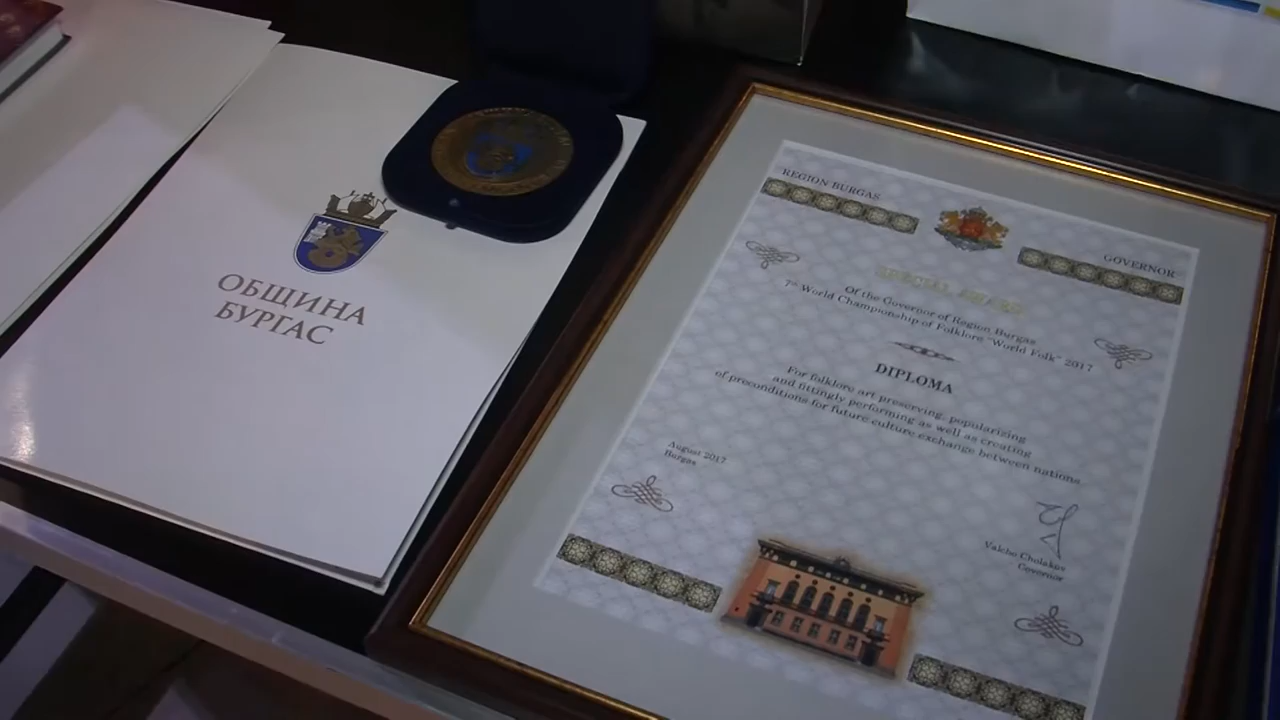 ОБЩИНА
БУРГАС
REGION BURGAS
GOVERNOR
SPECIAL AWARD
Of the Governor of Region Burgas
7th World Championship of Folklore "World Folk" 2017
DIPLOMA
For folklore art preserving, popularizing
and fittingly performing as well as creating
of preconditions for future culture exchange between nations
August 2017
Burgas
Valcho Cholakov
Governor